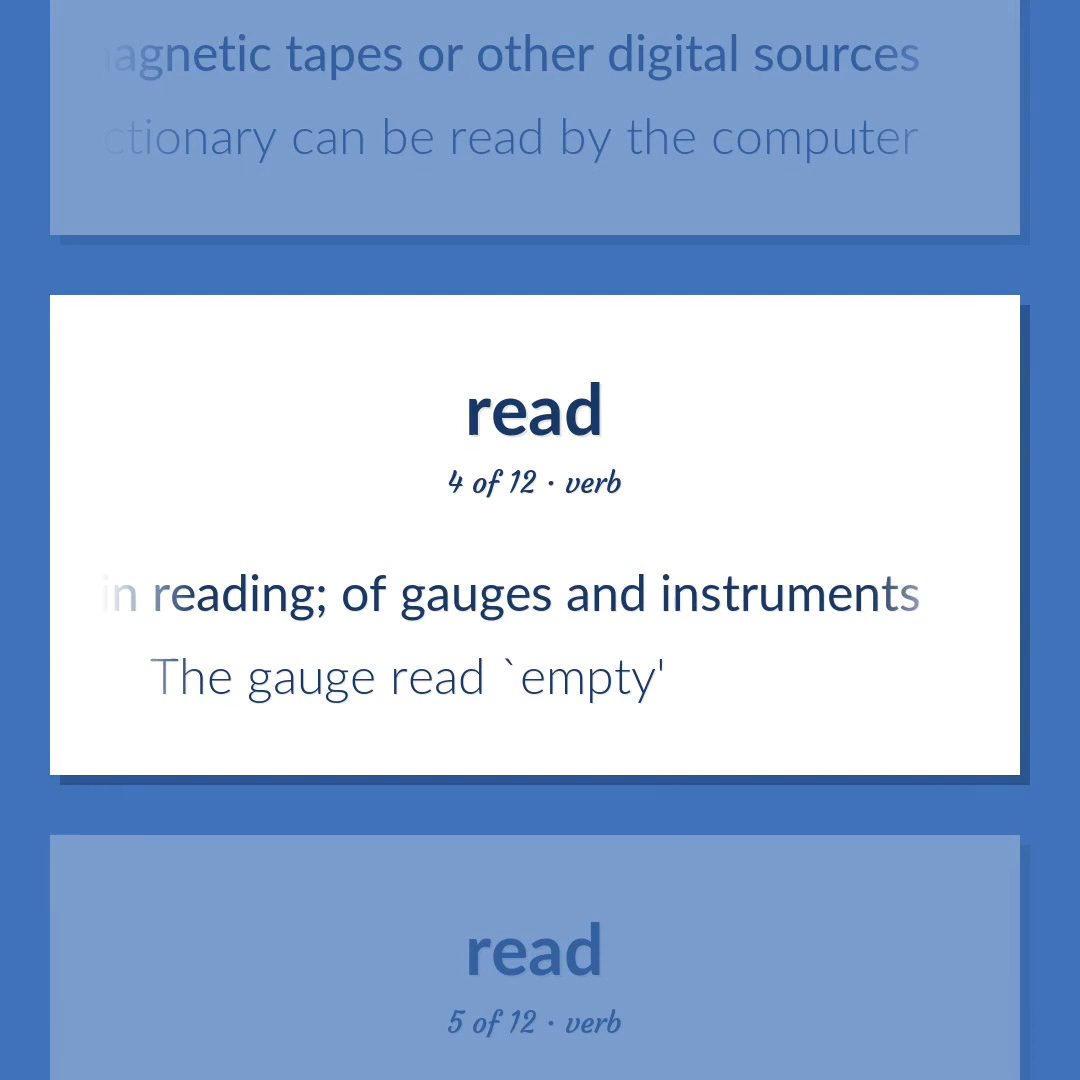 agnetic tapes or other digital sources
ctionary can be read by the computer
read
4 of 12 · verb
in reading; of gauges and instruments
The gauge read `empty'
read
5 of 12 · verb